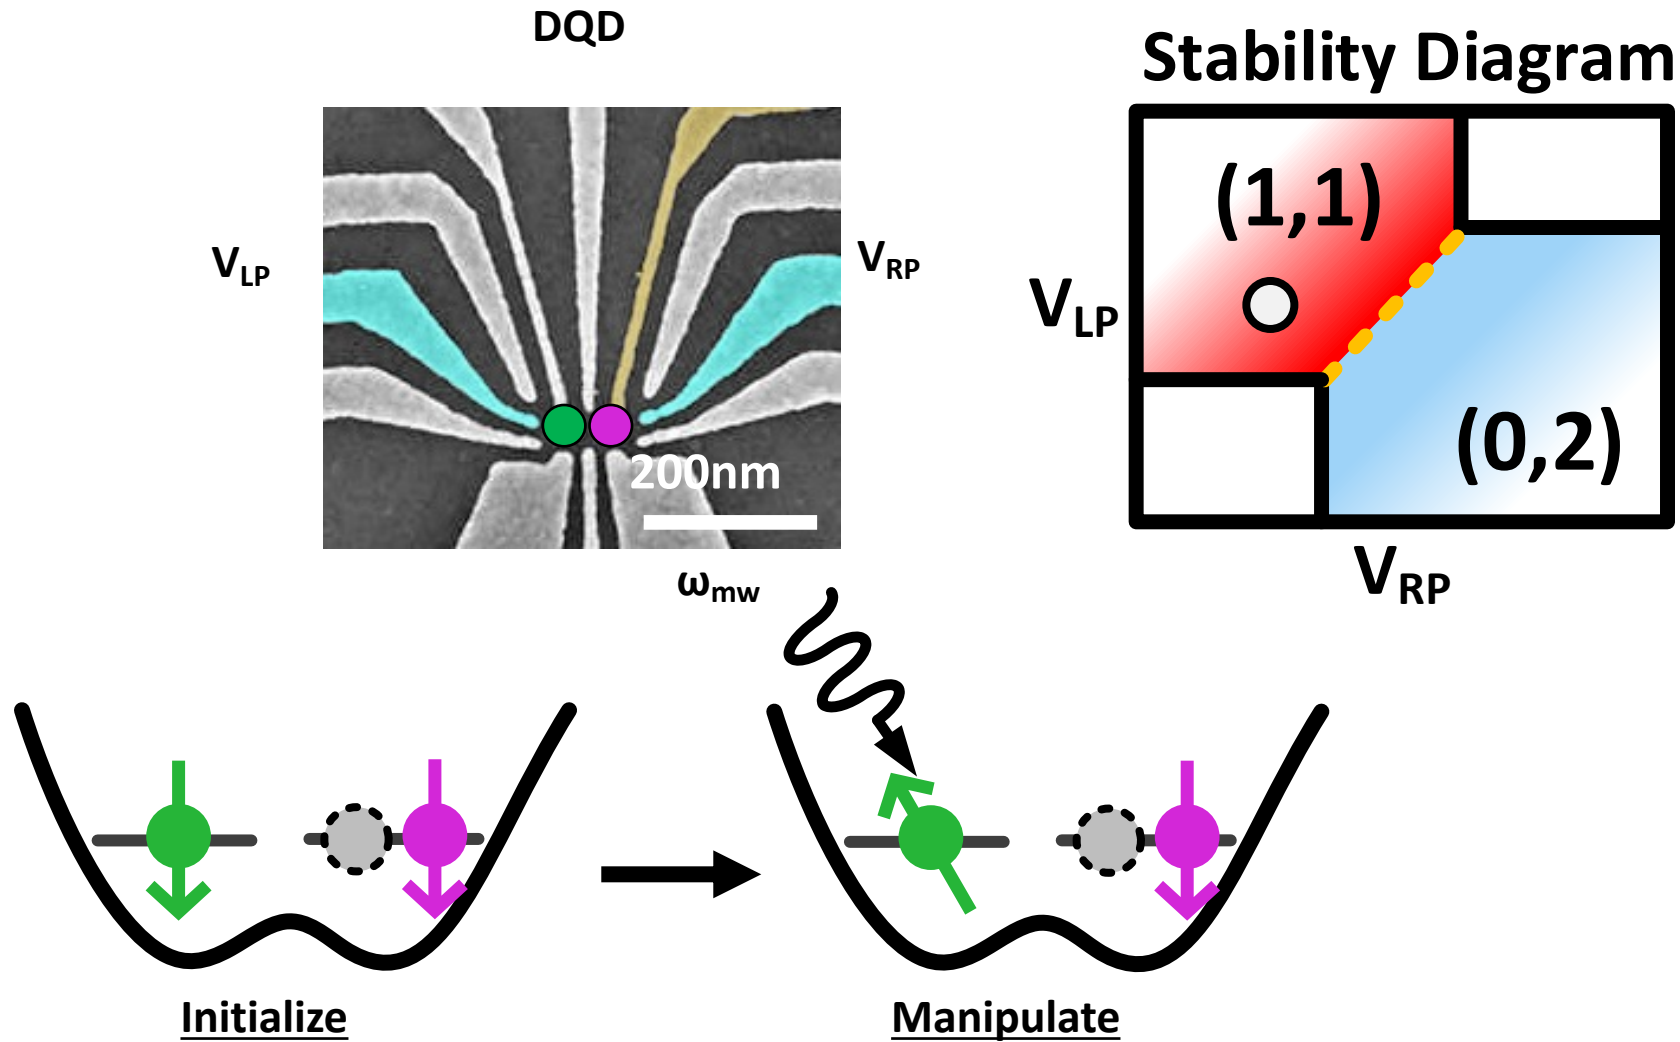 DQD
Stability Diagram
V_LP
V_RP
200nm
(1,1)
V_LP
(0,2)
V_RP
ω_mw
Initialize
Manipulate